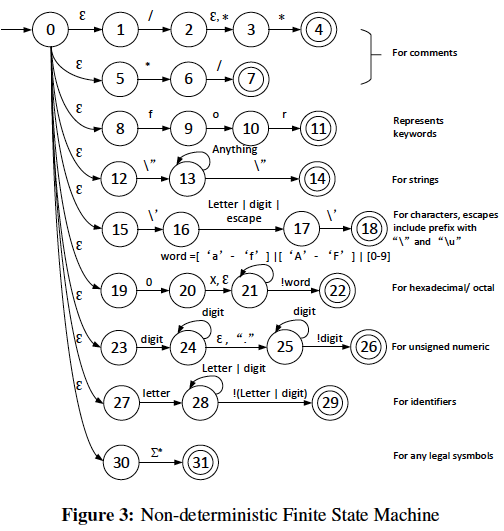 0 ε 1 / 2 ε,* 3 * 4
ε 5 * 6 / 7
For comments
ε 8 f 9 o 10 r 11
Represents
keywords
ε 12 \” 13 Anything \” 14
For strings
ε 15 \’ 16 Letter | digit |
escape 17 \’ 18
For characters, escapes
include prefix with
“\” and “\u”
word =[ ‘a’ - ‘f’ ] |[ ‘A’ - ‘F’ ] | [0-9]
ε 19 0 20 X, ε 21 !word 22
For hexadecimal/ octal
ε 23 digit 24 digit ε , “.” 25 digit !digit 26
For unsigned numeric
ε 27 letter 28 Letter | digit !(Letter | digit) 29
For identifiers
30 Σ* 31
For any legal sysmbols
Figure 3: Non-deterministic Finite State Machine